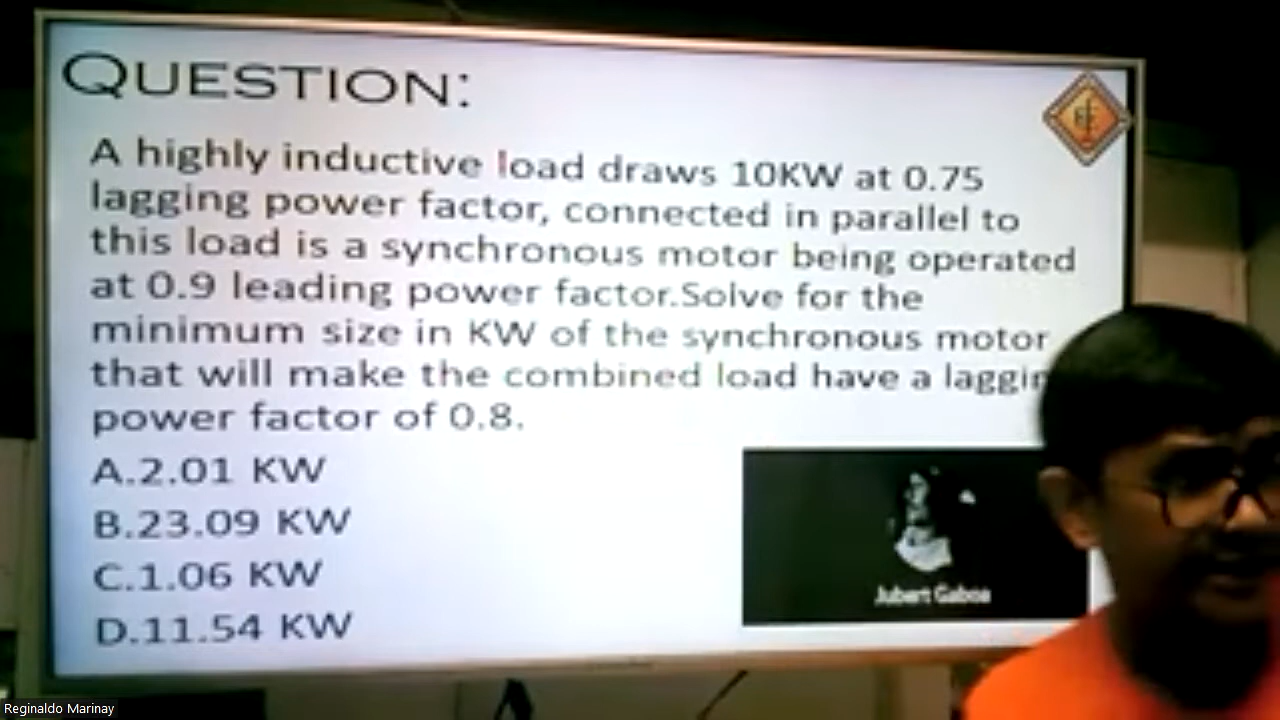 QUESTION:
A highly inductive load draws 10KW at 0.75
lagging power factor, connected in parallel to
this load is a synchronous motor being operated
at 0.9 leading power factor.Solve for the
minimum size in KW of the synchronous motor
that will make the combined load have a laggin
power factor of 0.8.
A.2.01 KW
B.23.09 KW
C.1.06 KW
D.11.54 KW
Jubert Gaboa
Reginaldo Marinay